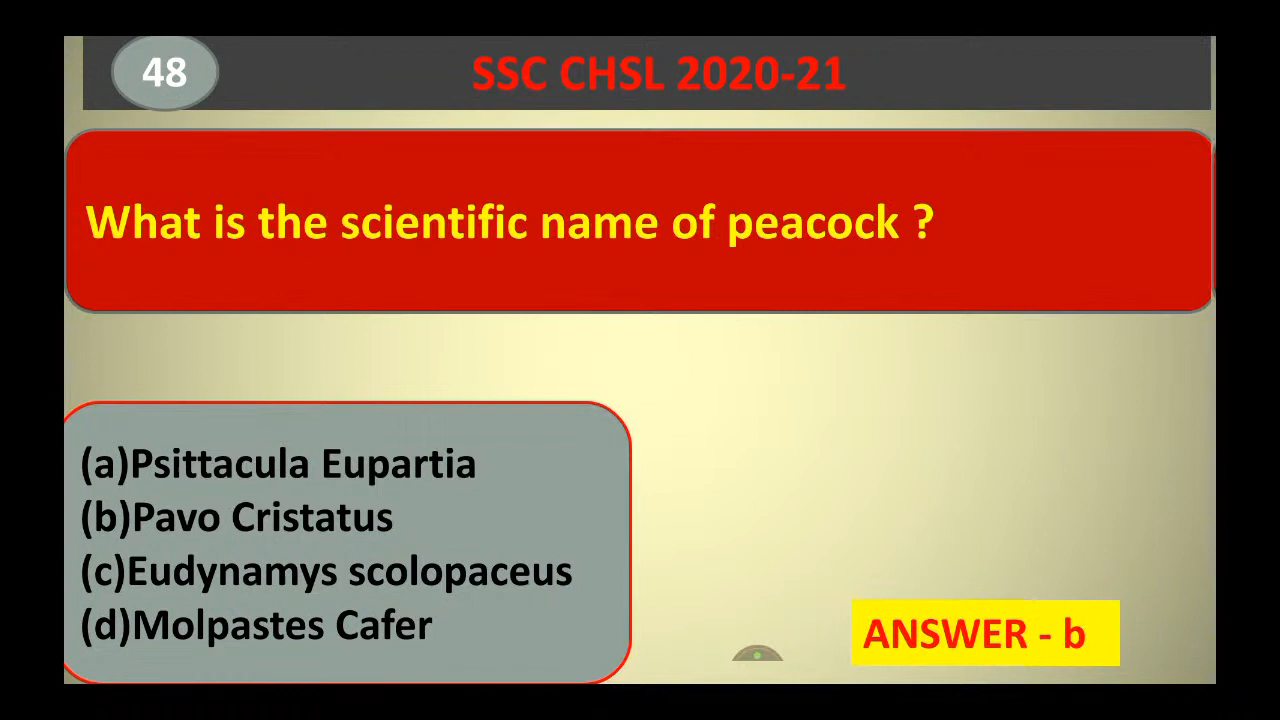 48
SSC CHSL 2020-21
What is the scientific name of peacock ?
(a)Psittacula Eupartia
(b)Pavo Cristatus
(c)Eudynamys scolopaceus
(d)Molpastes Cafer
ANSWER - b